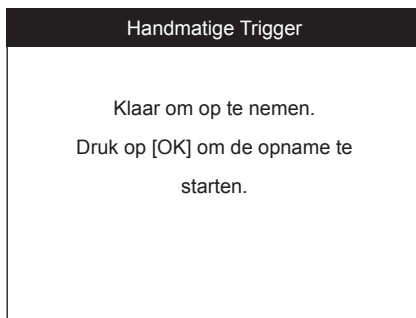 Handmatige Trigger
Klaar om op te nemen.
Druk op [OK] om de opname te
starten.